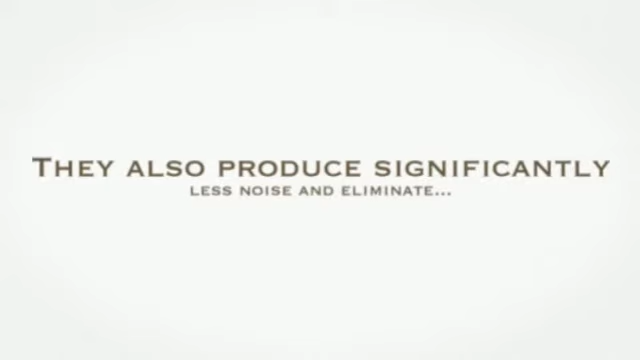 They also produce significantly
less noise and eliminate...